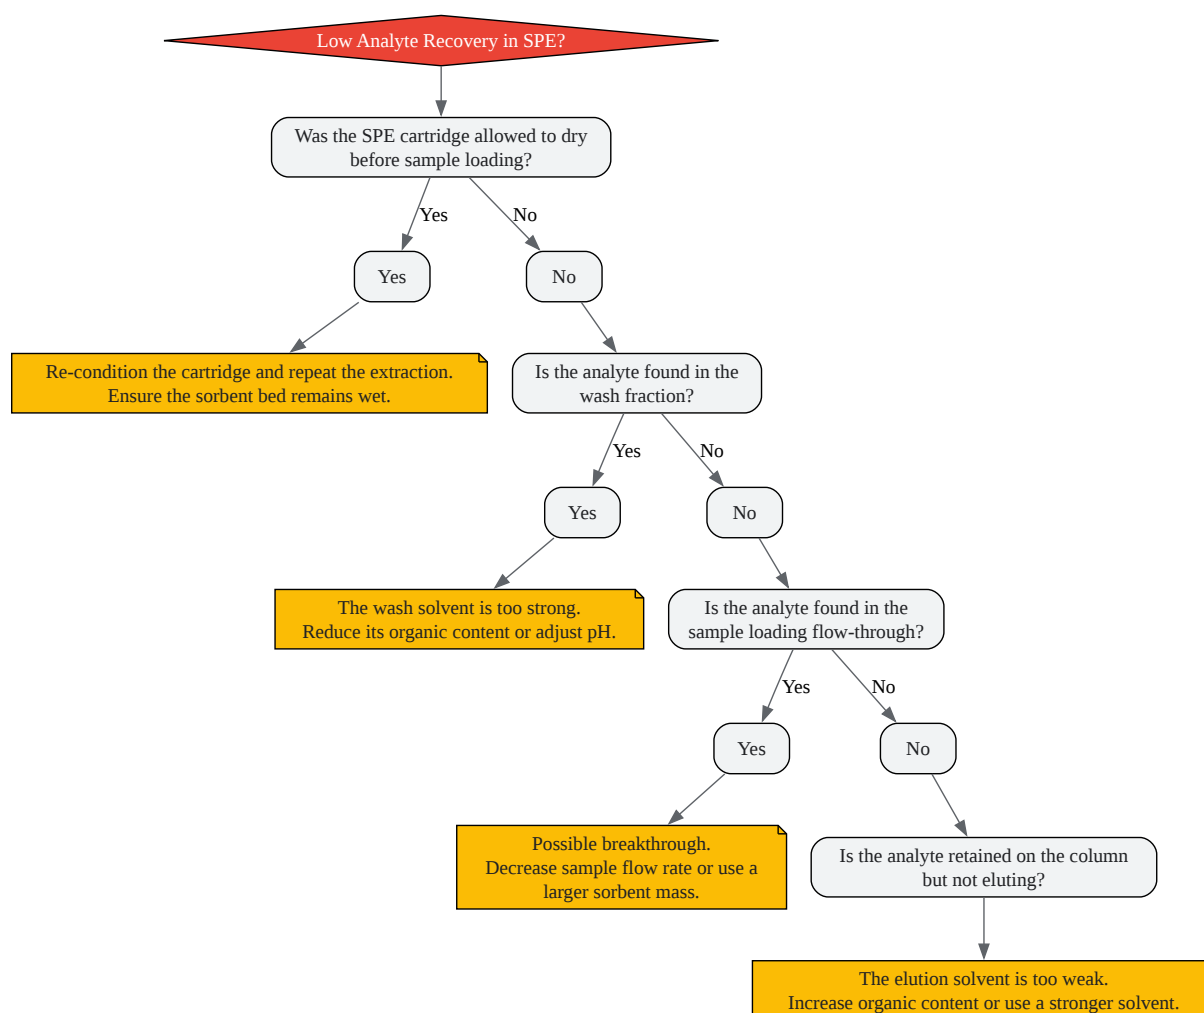 Low Analyte Recovery in SPE?
Was the SPE cartridge allowed to dry
before sample loading?
Yes
No
Yes
No
Re-condition the cartridge and repeat the extraction.
Ensure the sorbent bed remains wet.
Is the analyte found in the
wash fraction?
Yes
No
Yes
No
The wash solvent is too strong.
Reduce its organic content or adjust pH.
Is the analyte found in the
sample loading flow-through?
Yes
No
Yes
No
Possible breakthrough.
Decrease sample flow rate or use a
larger sorbent mass.
Is the analyte retained on the column
but not eluting?
The elution solvent is too weak.
Increase organic content or use a stronger solvent.